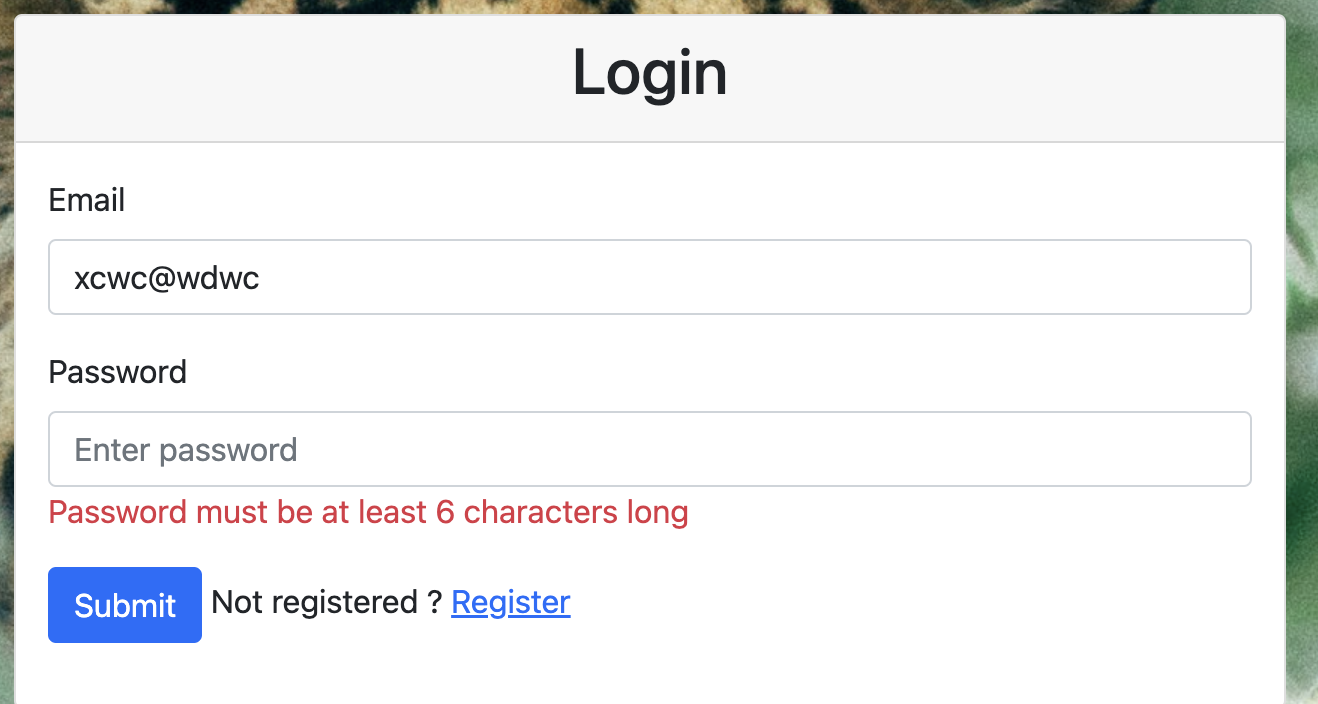 Login
Email
xcwc@wdwc
Password
Enter password
Password must be at least 6 characters long
Submit Not registered ? Register